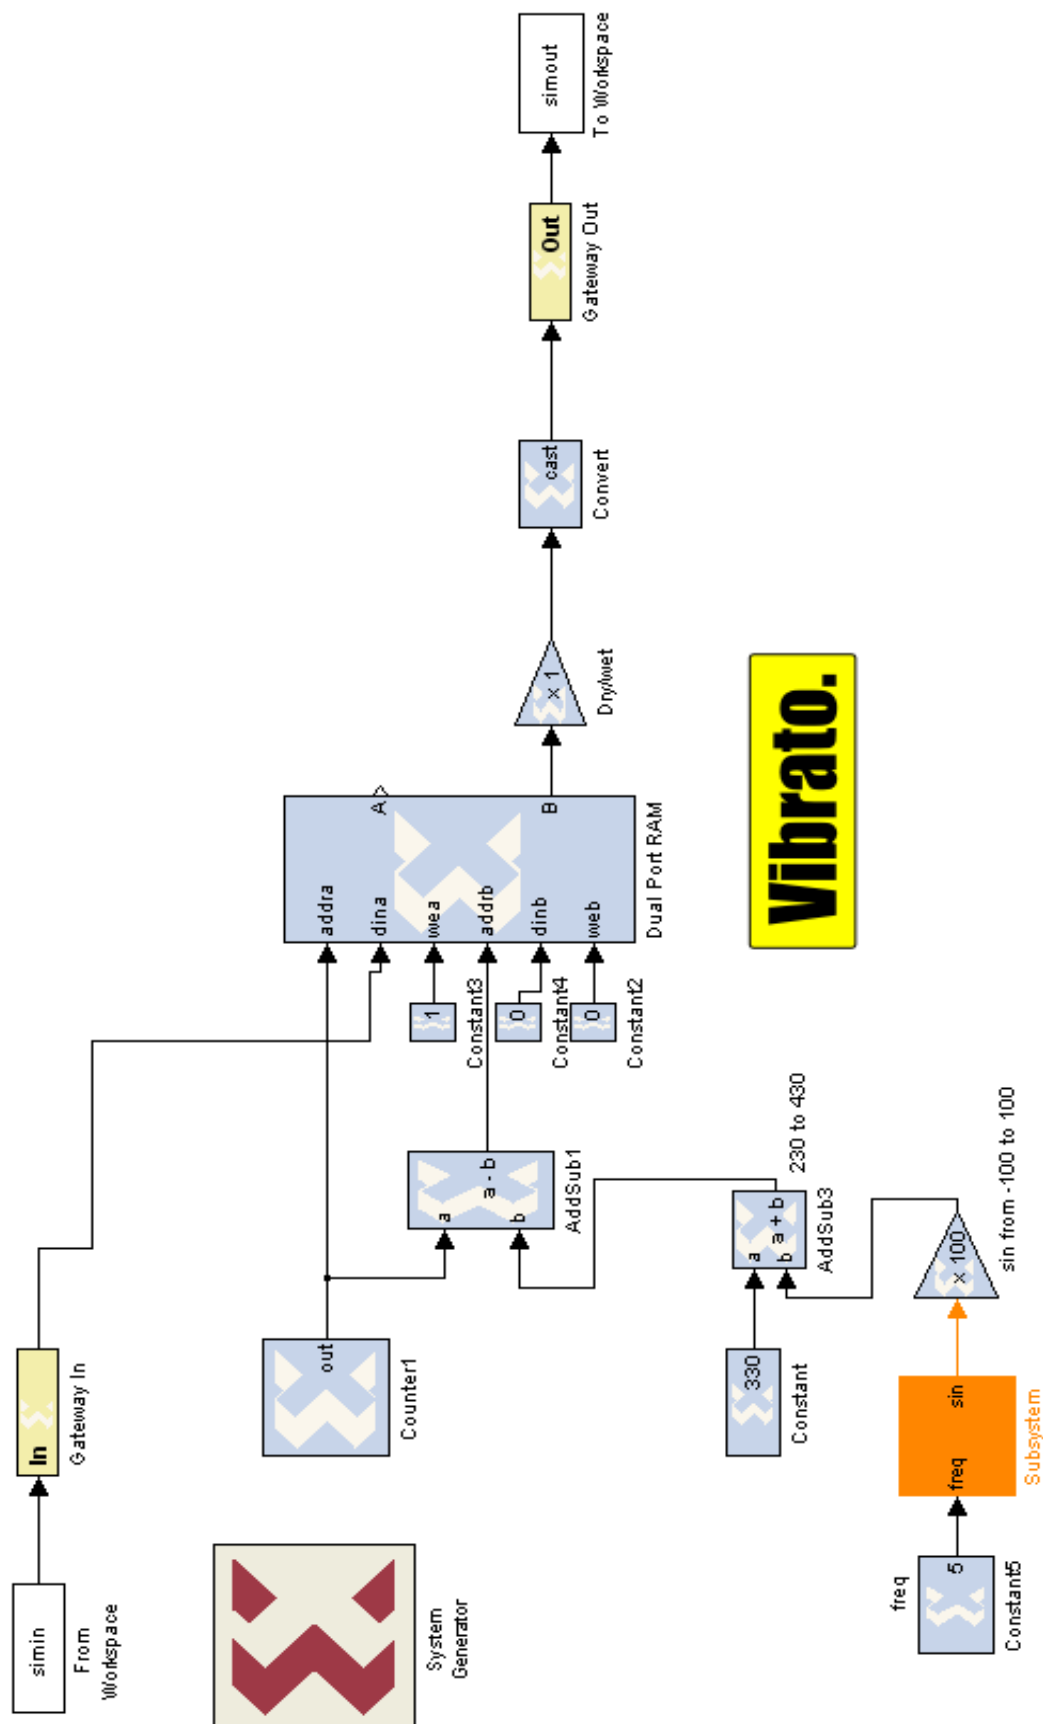 simin
From
Workspace
In
Gateway In
System
Generator
out
Counter1
a
b
a - b
AddSub1
addra
dina
wea
addrb
dinb
web
A
B
Dual Port RAM
1
Constant3
0
Constant4
0
Constant2
× 1
Dry/wet
cast
Convert
Out
Gateway Out
simout
To Workspace
330
Constant
a
b
a + b
AddSub3
230 to 430
freq
5
Constant5
freq
sin
Subsystem
× 100
sin from -100 to 100
Vibrato.